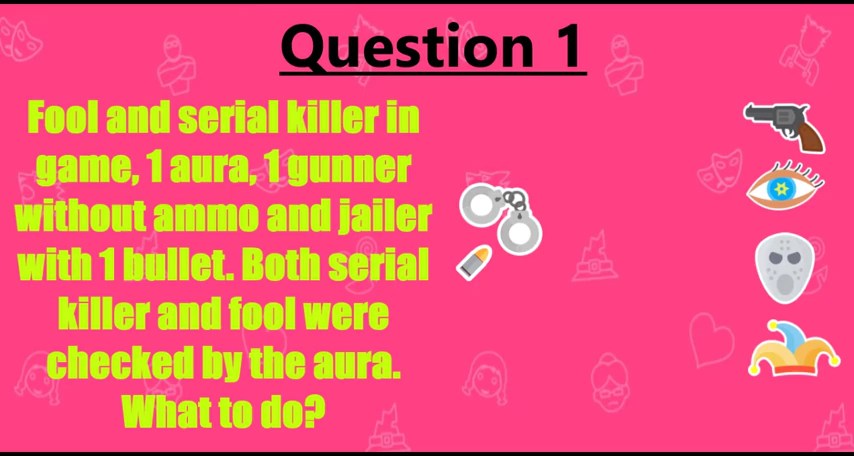 Question 1
Fool and serial killer in
game, 1 aura, 1 gunner
without ammo and jailer
with 1 bullet. Both serial
killer and fool were
checked by the aura.
What to do?